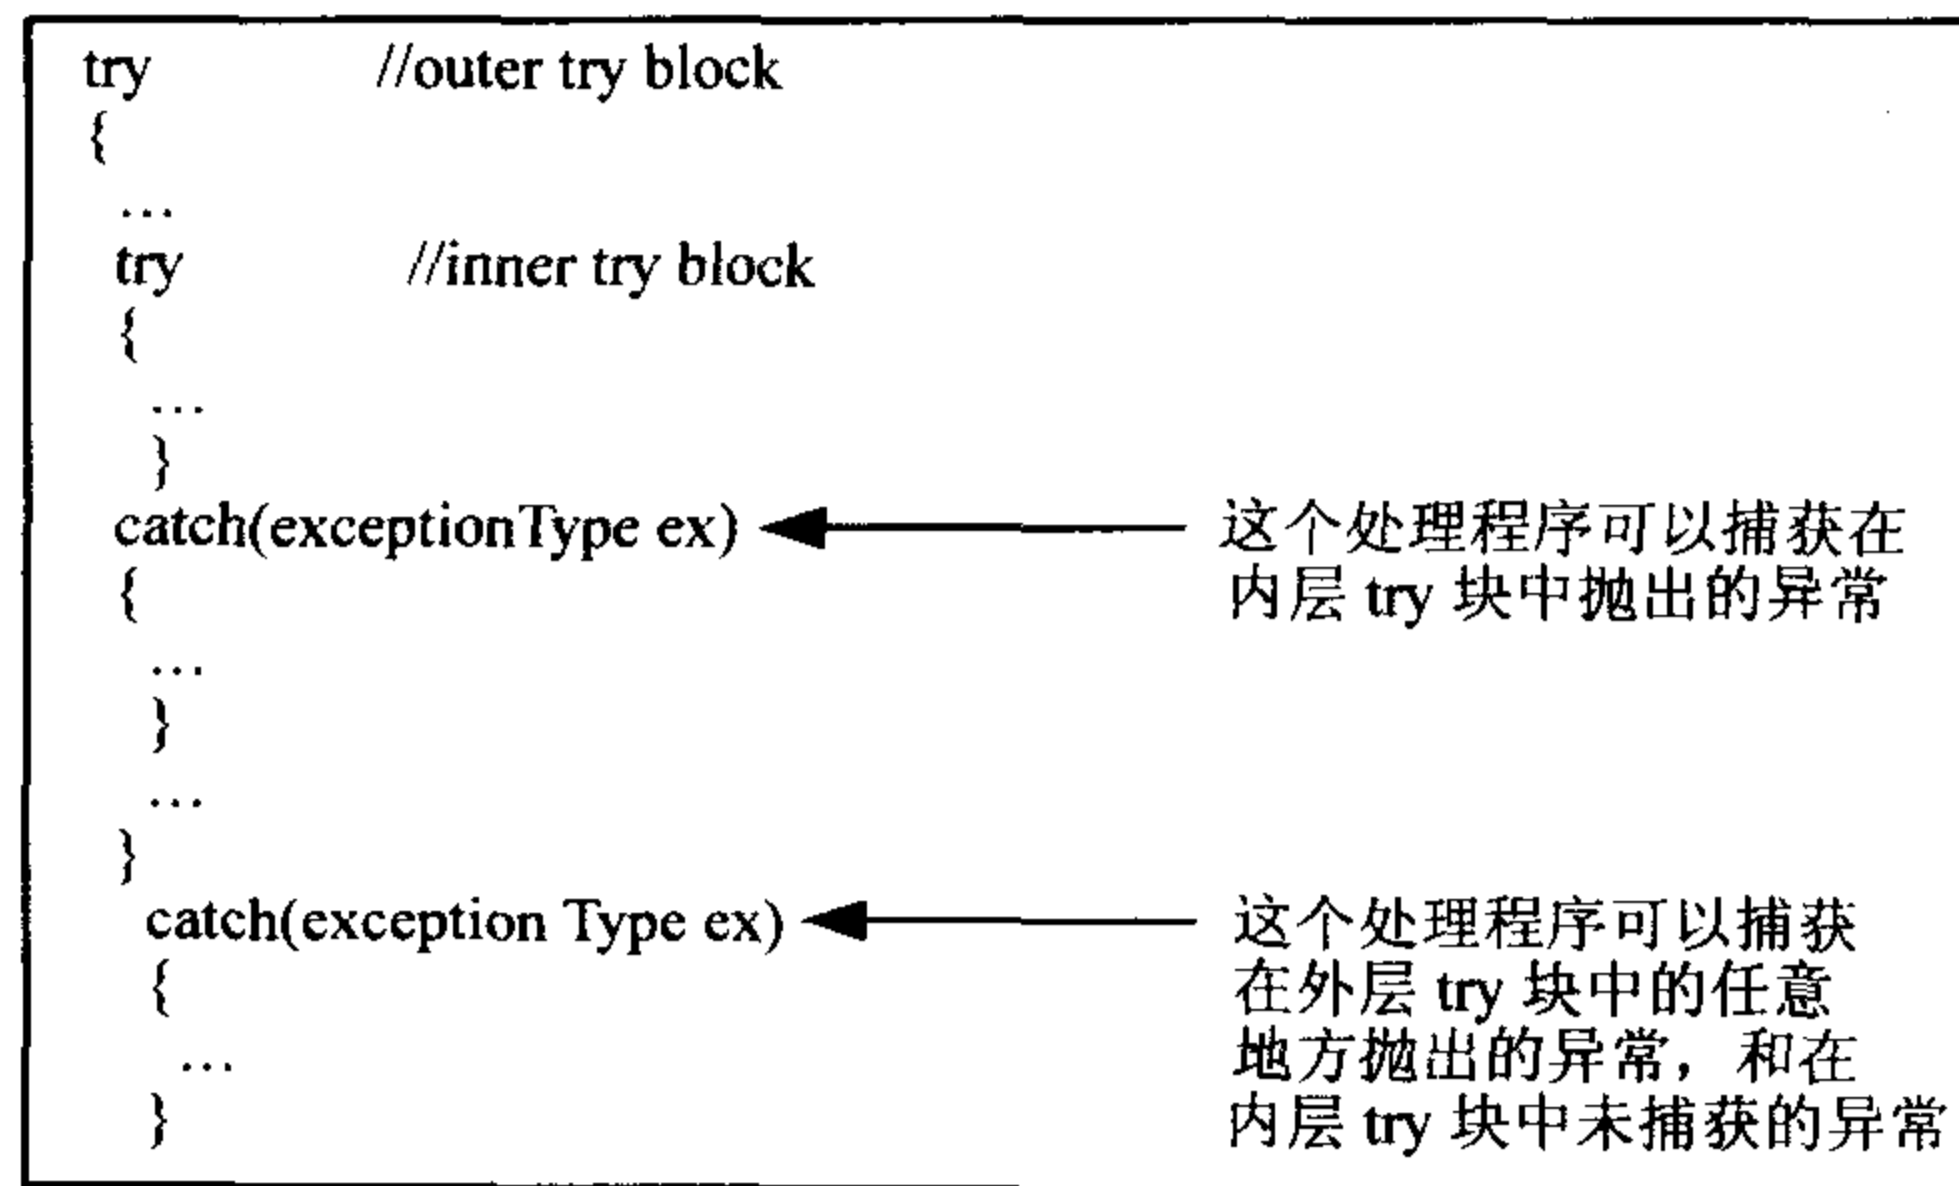 try //outer try block
{
…
try //inner try block
{
…
}
catch(exceptionType ex)
这个处理程序可以捕获在
内层 try 块中抛出的异常
{
…
}
…
}
catch(exception Type ex)
这个处理程序可以捕获
在外层 try 块中的任意
地方抛出的异常，和在
内层 try 块中未捕获的异常
{
…
}